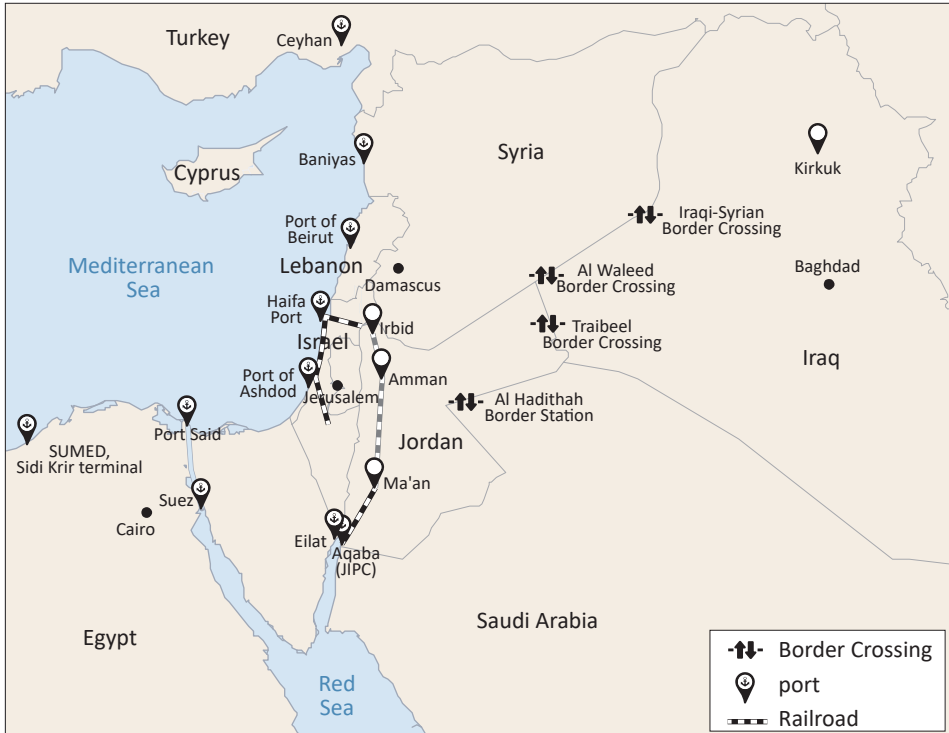 Turkey
Ceyhan
Baniyas
Syria
Kirkuk
Cyprus
Port of
Beirut
Iraqi-Syrian
Border Crossing
Mediterranean
Sea
Lebanon
Damascus
Al Waleed
Border Crossing
Baghdad
Haifa
Port
Irbid
Israel
Traibeel
Border Crossing
Iraq
Port of
Ashdod
Amman
Jerusalem
Al Hadithah
Border Station
Port Said
SUMED,
Sidi Krir terminal
Jordan
Ma'an
Suez
Cairo
Eilat
Aqaba
(JIPC)
Egypt
Saudi Arabia
Red
Sea
Border Crossing
port
Railroad